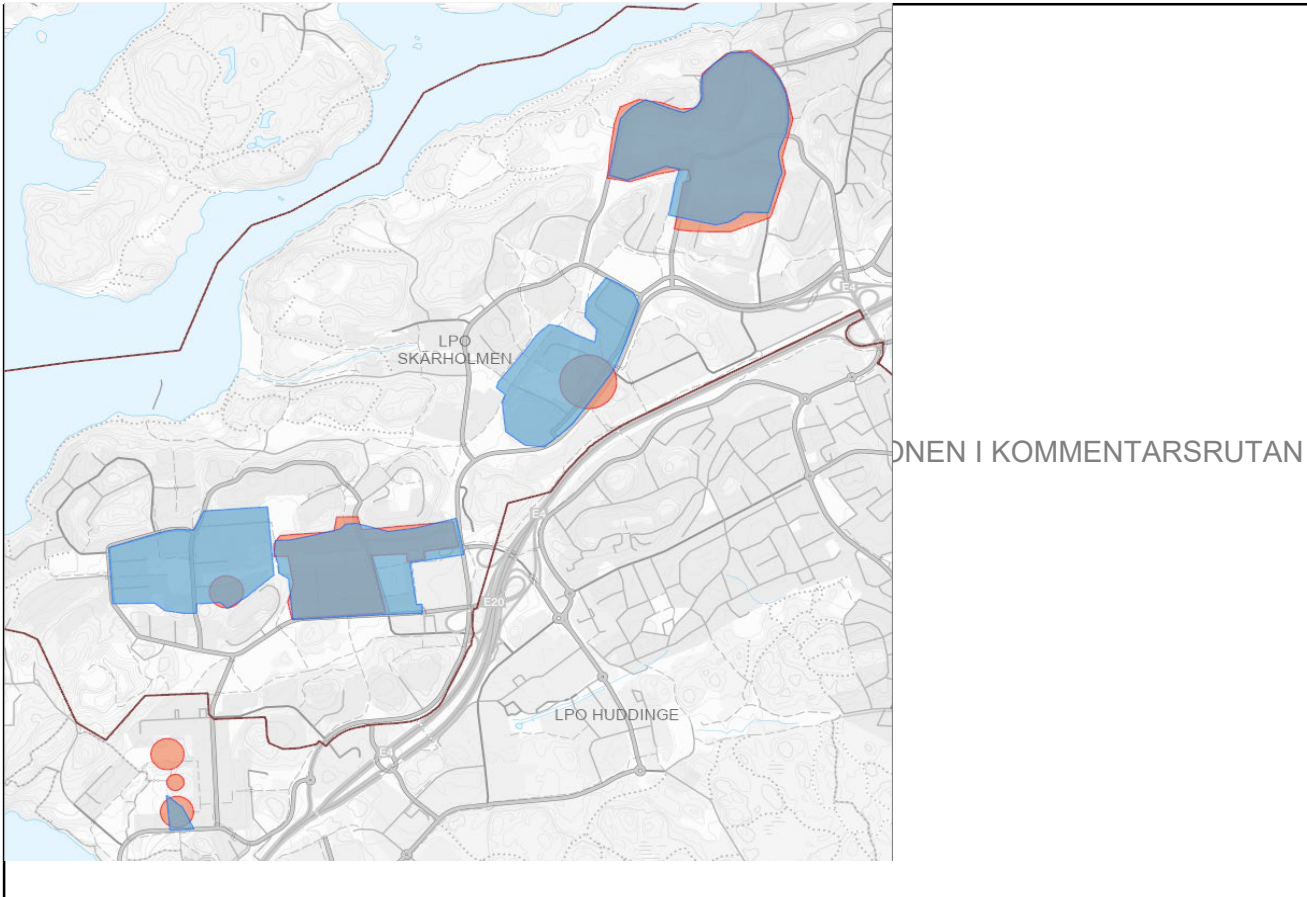 E4
LPO
SKÄRHOLMEN
ONEN I KOMMENTARSRUTAN
E4
E20
LPO HUDDINGE
E4